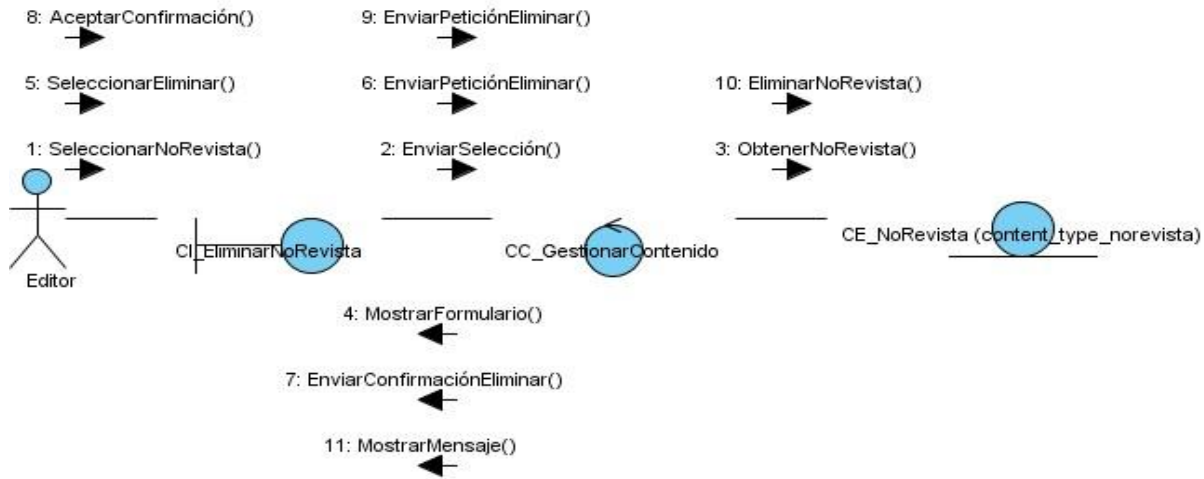 8: AceptarConfirmación()
9: EnviarPeticiónEliminar()
5: SeleccionarEliminar()
6: EnviarPeticiónEliminar()
10: EliminarNoRevista()
1: SeleccionarNoRevista()
2: EnviarSelección()
3: ObtenerNoRevista()
Editor
CI_EliminarNoRevista
CC_GestionarContenido
CE_NoRevista (content_type_norevista)
4: MostrarFormulario()
7: EnviarConfirmaciónEliminar()
11: MostrarMensaje()